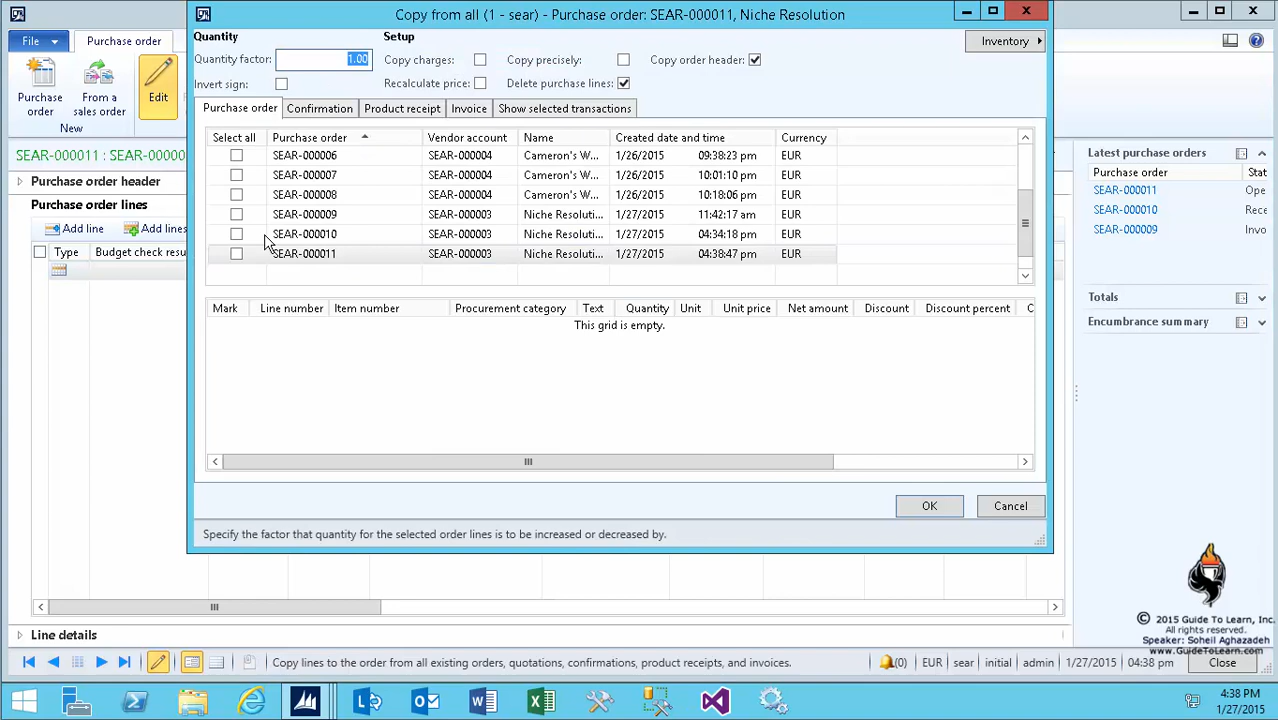 Copy from all (1 - sear) - Purchase order: SEAR-000011, Niche Resolution
File
Purchase order
Purchase order
From a sales order
Edit
New
Quantity
Setup
Inventory
Quantity factor:
1.00
Copy charges:
Copy precisely:
Copy order header:
Invert sign:
Recalculate price:
Delete purchase lines:
Purchase order
Confirmation
Product receipt
Invoice
Show selected transactions
Select all
Purchase order
Vendor account
Name
Created date and time
Currency
SEAR-000006 SEAR-000004 Cameron's W... 1/26/2015 09:38:23 pm EUR
SEAR-000007 SEAR-000004 Cameron's W... 1/26/2015 10:01:10 pm EUR
SEAR-000008 SEAR-000004 Cameron's W... 1/26/2015 10:18:06 pm EUR
SEAR-000009 SEAR-000003 Niche Resoluti... 1/27/2015 11:42:17 am EUR
SEAR-000010 SEAR-000003 Niche Resoluti... 1/27/2015 04:34:18 pm EUR
SEAR-000011 SEAR-000003 Niche Resoluti... 1/27/2015 04:38:47 pm EUR
Mark Line number Item number Procurement category Text Quantity Unit Unit price Net amount Discount Discount percent C
This grid is empty.
OK
Cancel
Specify the factor that quantity for the selected order lines is to be increased or decreased by.
SEAR-000011 : SEAR-00000
Purchase order header
Purchase order lines
Add line
Add lines
Type
Budget check resu
Latest purchase orders
Purchase order Stat
SEAR-000011 Ope
SEAR-000010 Rece
SEAR-000009 Invo
Totals
Encumbrance summary
Line details
© 2015 Guide To Learn, Inc.
All rights reserved.
Speaker: Soheil Aghazadeh
www.GuideToLearn.com
Copy lines to the order from all existing orders, quotations, confirmations, product receipts, and invoices.
(0) EUR sear initial admin 1/27/2015 04:38 pm
Close
4:38 PM
1/27/2015